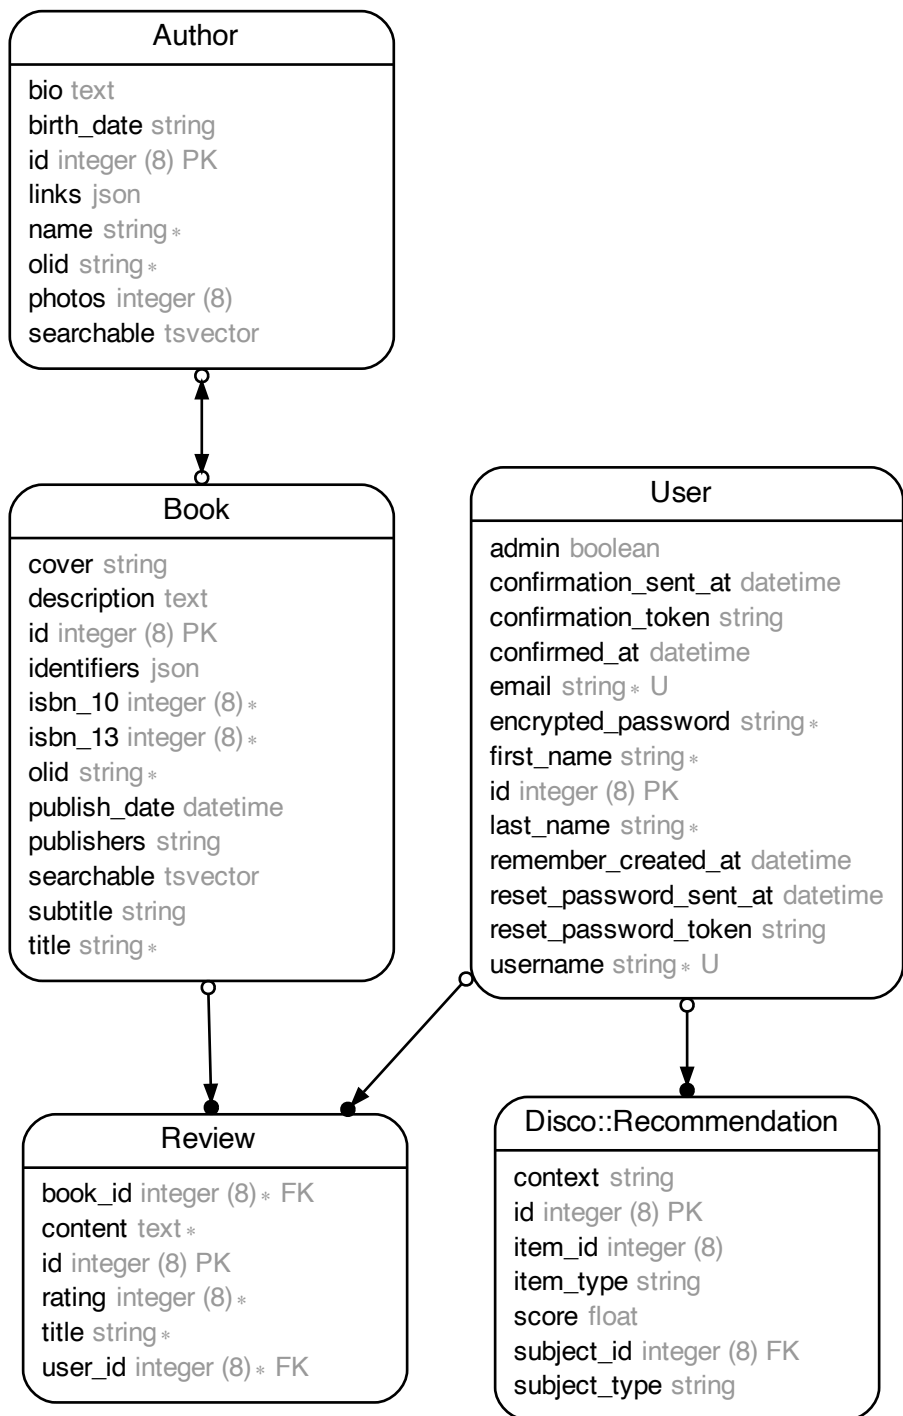 Author
bio text
birth_date string
id integer (8) PK
links json
name string *
olid string *
photos integer (8)
searchable tsvector
Book
cover string
description text
id integer (8) PK
identifiers json
isbn_10 integer (8) *
isbn_13 integer (8) *
olid string *
publish_date datetime
publishers string
searchable tsvector
subtitle string
title string *
User
admin boolean
confirmation_sent_at datetime
confirmation_token string
confirmed_at datetime
email string * U
encrypted_password string *
first_name string *
id integer (8) PK
last_name string *
remember_created_at datetime
reset_password_sent_at datetime
reset_password_token string
username string * U
Review
book_id integer (8) * FK
content text *
id integer (8) PK
rating integer (8) *
title string *
user_id integer (8) * FK
Disco::Recommendation
context string
id integer (8) PK
item_id integer (8)
item_type string
score float
subject_id integer (8) FK
subject_type string